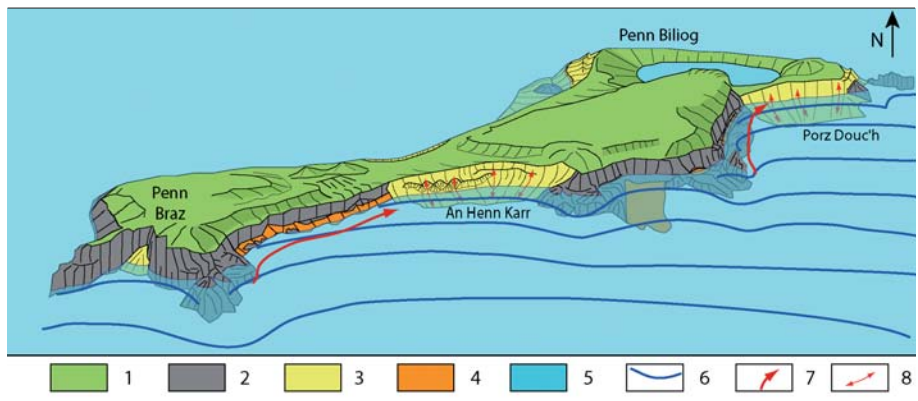 Penn Biliog
N
Porz Douc'h
Penn
Braz
An Henn Karr
1 2 3 4 5 6 7 8